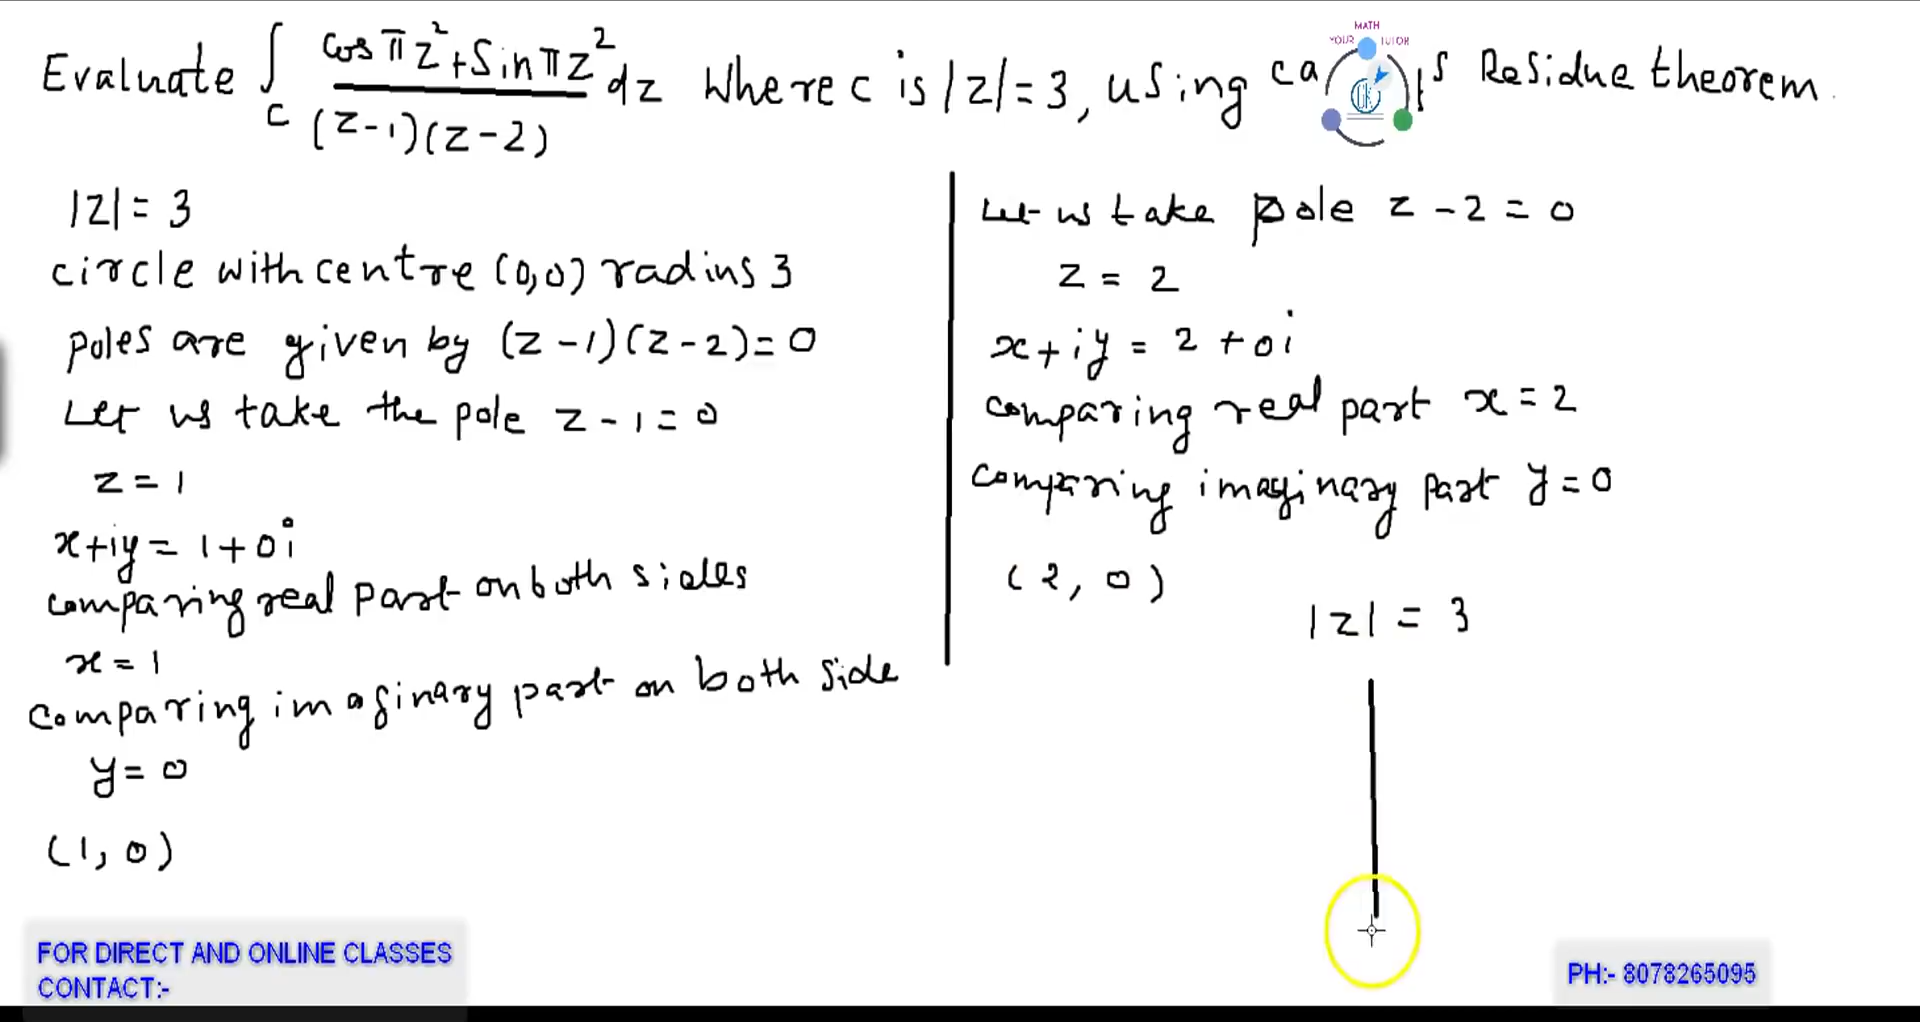 Evaluate ∫_C (cos πz² + Sin πz²)/((z-1)(z-2)) dz Where c is |z|=3, using ca 's Residue theorem.
MATH
YOUR TUTOR
|z| = 3
circle with centre (0,0) radius 3
poles are given by (z-1)(z-2)=0
Let us take the pole z-1=0
z=1
x+iy = 1+0i
comparing real part on both sides
x=1
comparing imaginary part on both side
y=0
(1,0)
Let us take pole z-2=0
z = 2
x+iy = 2+0i
comparing real part x=2
comparing imaginary part y=0
(2,0)
|z| = 3
FOR DIRECT AND ONLINE CLASSES
CONTACT:-
PH:- 8078265095